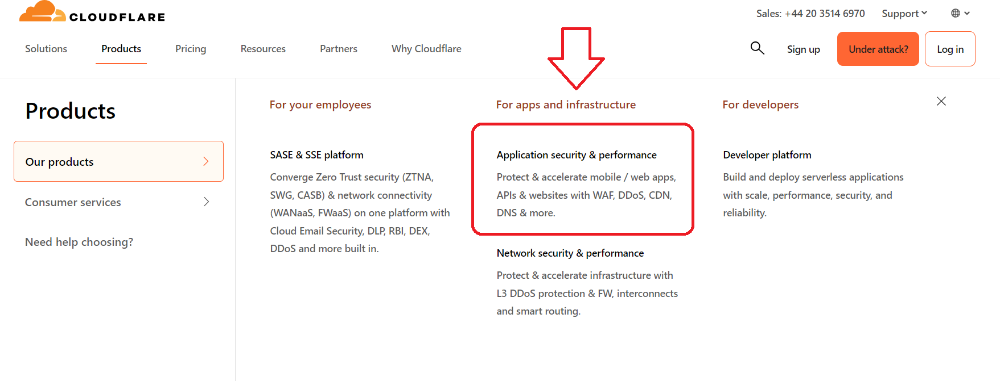 CLOUDFLARE
Sales: +44 20 3514 6970 Support
Solutions Products Pricing Resources Partners Why Cloudflare Sign up Under attack? Log in
Products
Our products
Consumer services
Need help choosing?
For your employees
SASE & SSE platform
Converge Zero Trust security (ZTNA,
SWG, CASB) & network connectivity
(WANaaS, FWaaS) on one platform with
Cloud Email Security, DLP, RBI, DEX,
DDoS and more built in.
For apps and infrastructure
Application security & performance
Protect & accelerate mobile / web apps,
APIs & websites with WAF, DDoS, CDN,
DNS & more.
Network security & performance
Protect & accelerate infrastructure with
L3 DDoS protection & FW, interconnects
and smart routing.
For developers
Developer platform
Build and deploy serverless applications
with scale, performance, security, and
reliability.